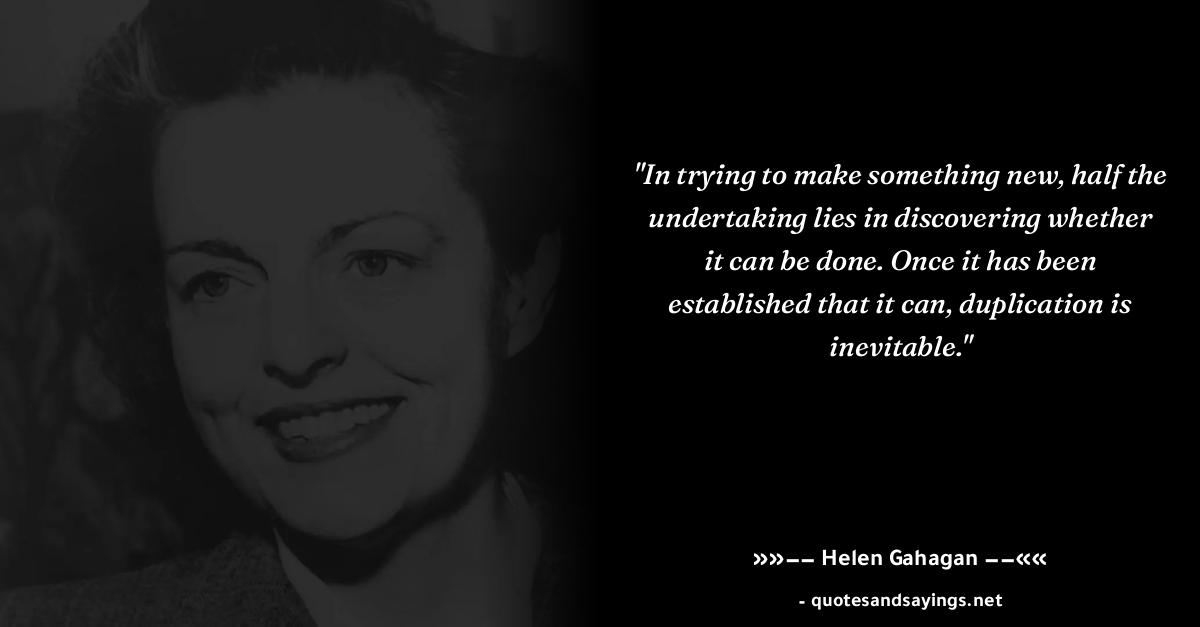 "In trying to make something new, half the
undertaking lies in discovering whether
it can be done. Once it has been
established that it can, duplication is
inevitable."
»»−− Helen Gahagan −−««
- quotesandsayings.net